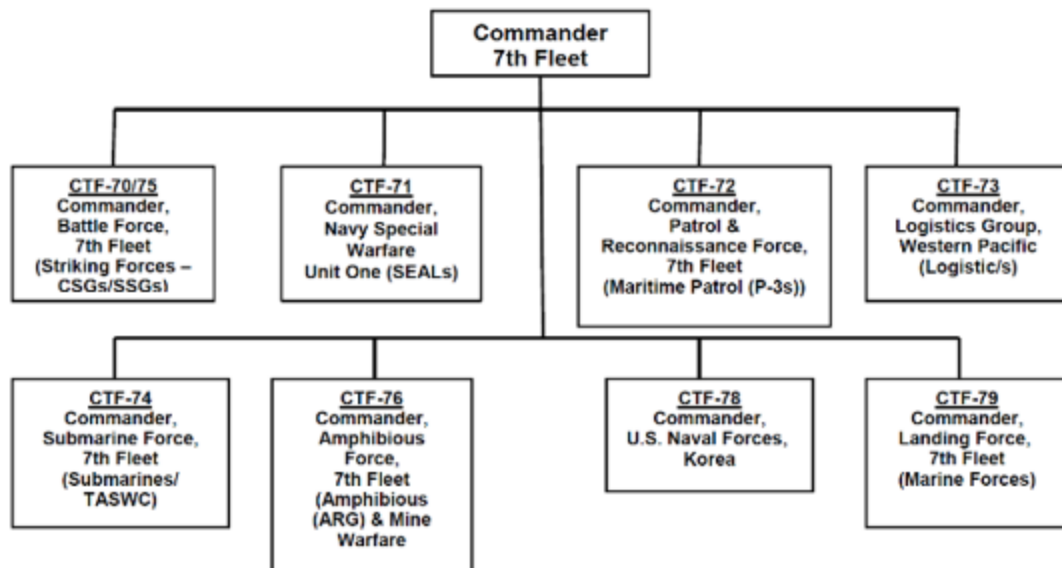 Commander
7th Fleet
CTF-70/75
Commander,
Battle Force,
7th Fleet
(Striking Forces –
CSGs/SSGs)
CTF-71
Commander,
Navy Special
Warfare
Unit One (SEALs)
CTF-72
Commander,
Patrol &
Reconnaissance Force,
7th Fleet
(Maritime Patrol (P-3s))
CTF-73
Commander,
Logistics Group,
Western Pacific
(Logistic/s)
CTF-74
Commander,
Submarine Force,
7th Fleet
(Submarines/
TASWC)
CTF-76
Commander,
Amphibious
Force,
7th Fleet
(Amphibious
(ARG) & Mine
Warfare
CTF-78
Commander,
U.S. Naval Forces,
Korea
CTF-79
Commander,
Landing Force,
7th Fleet
(Marine Forces)